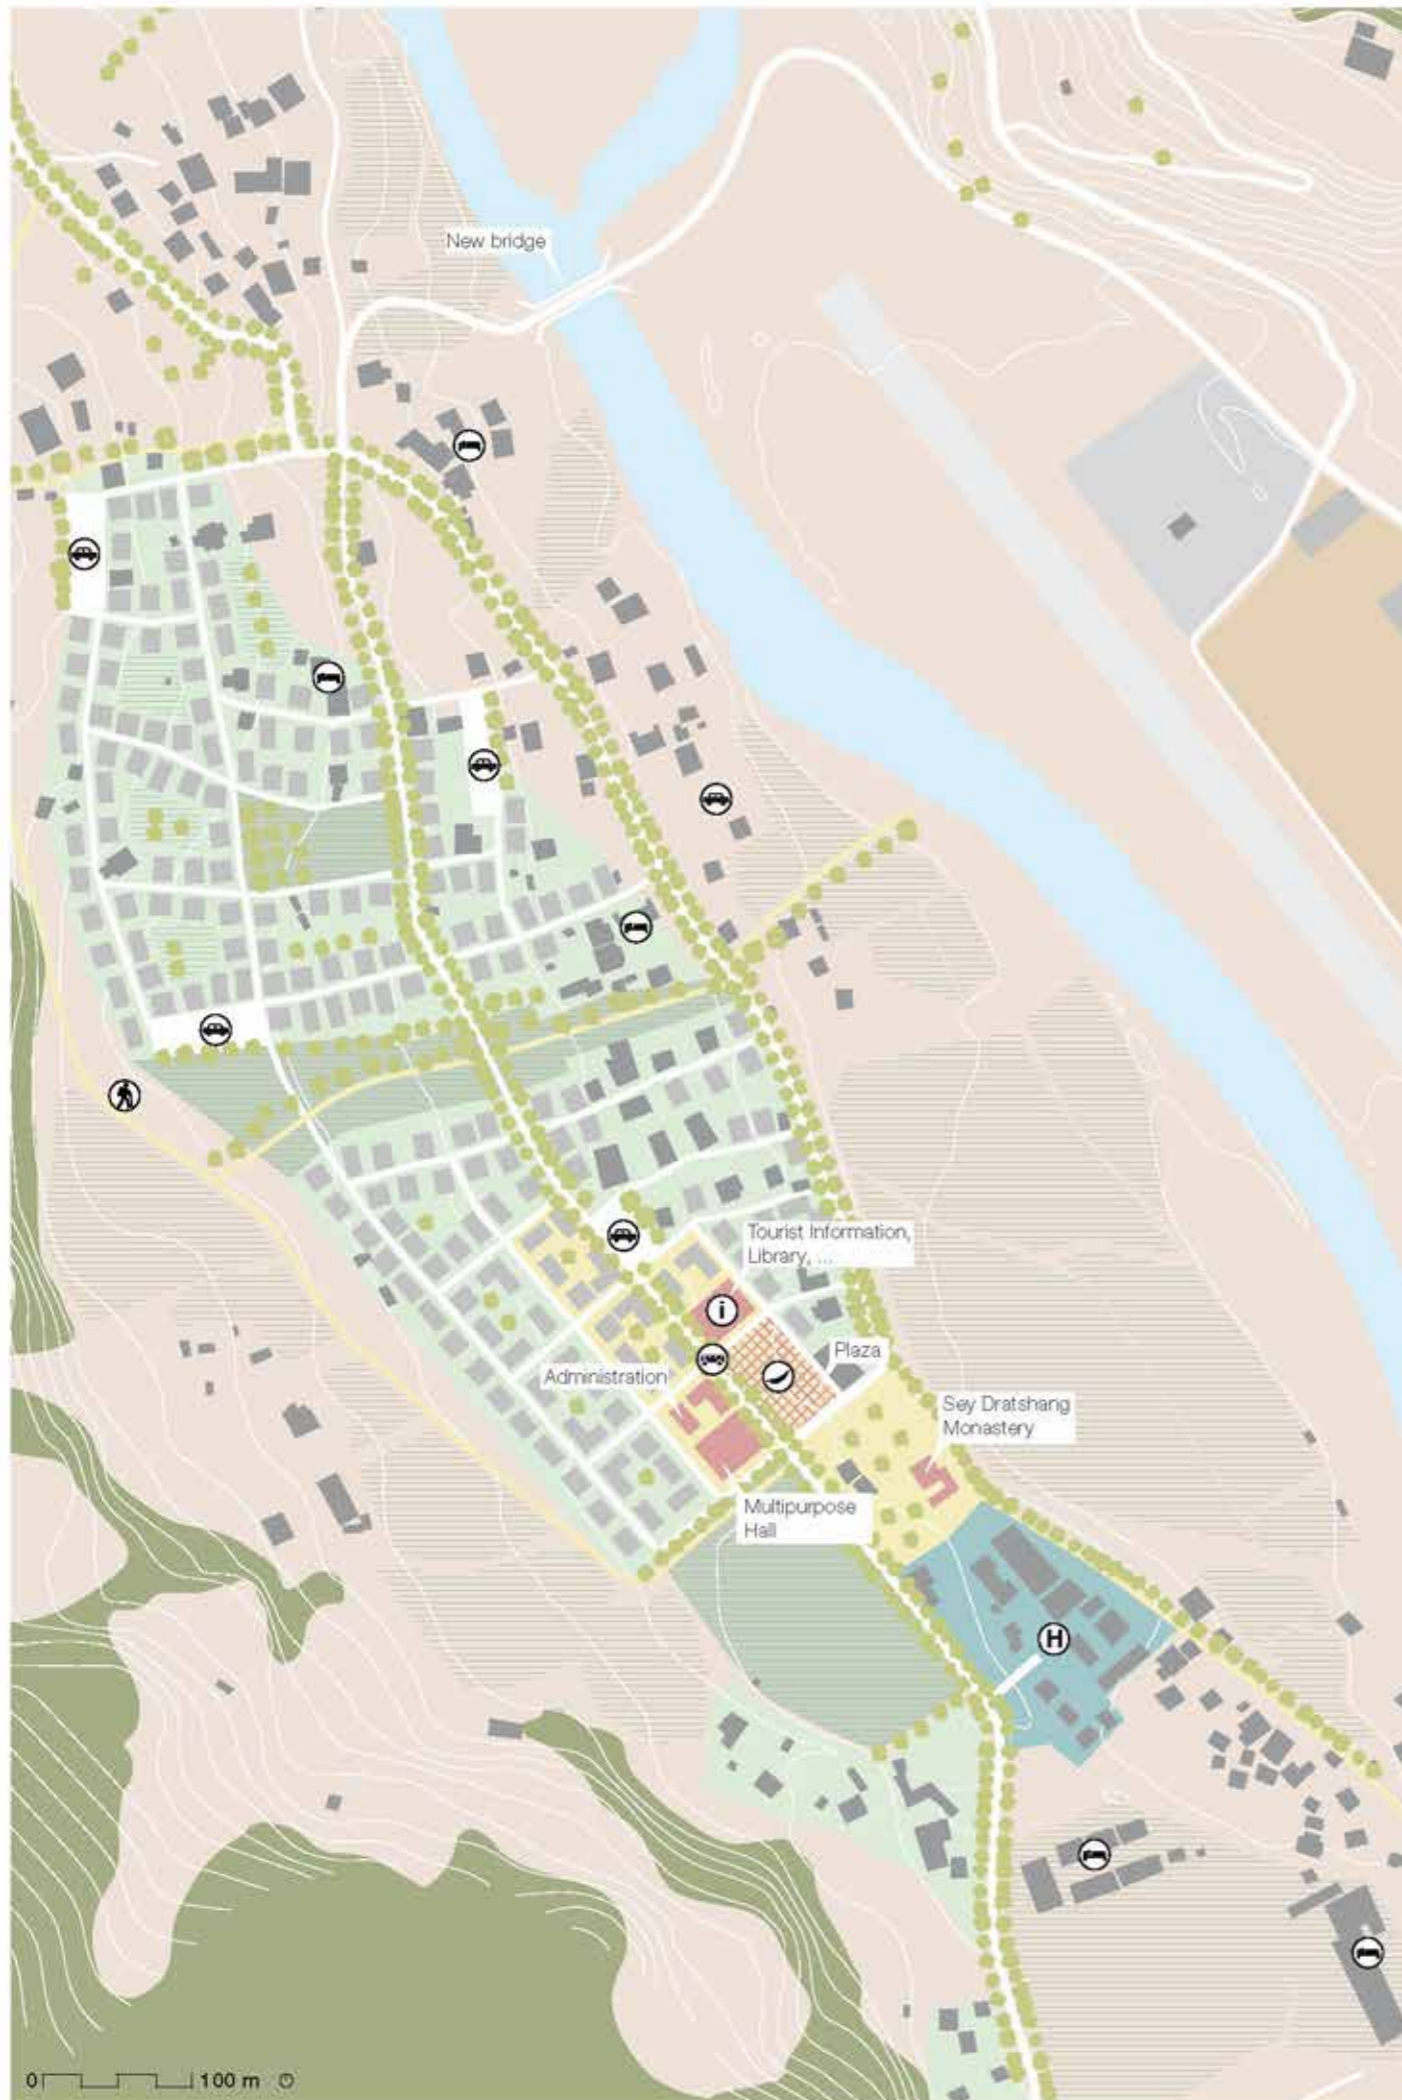 New bridge
Tourist Information,
Library, ...
i
Plaza
Administration
Sey Dratshang
Monastery
Multipurpose
Hall
H
0 100 m